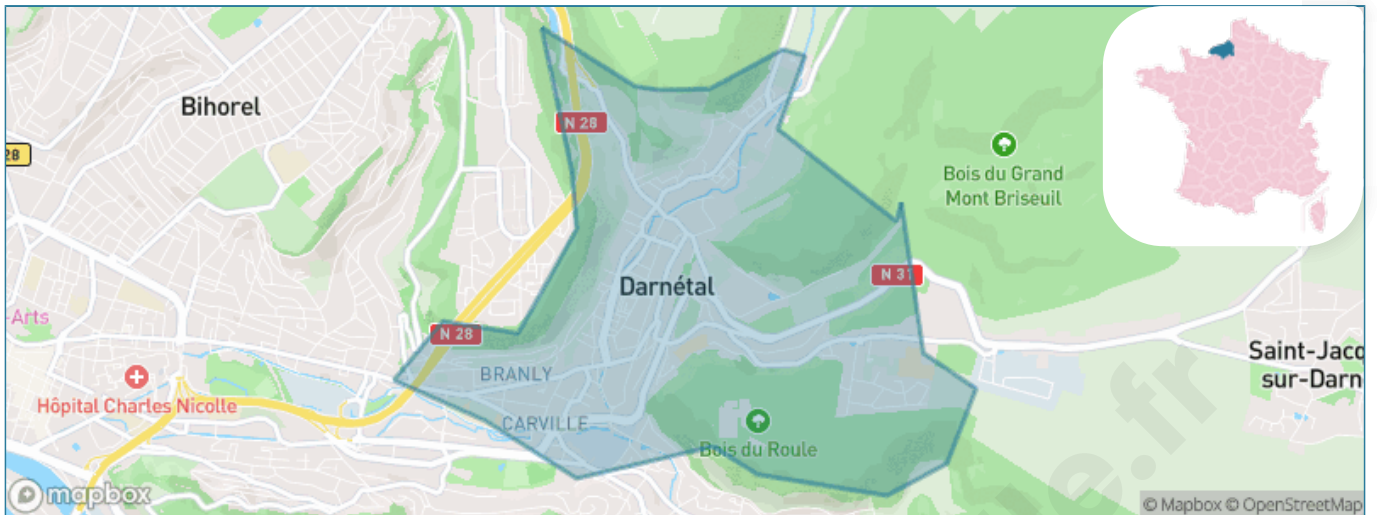 Bihorel
N 28
28
Bois du Grand
Mont Briseuil
Darnétal
N 31
-Arts
N 28
Saint-Jacq
sur-Darn
BRANLY
Hôpital Charles Nicolle
CARVILLE
Bois du Roule
mapbox
© Mapbox © OpenStreetMap
e.fr